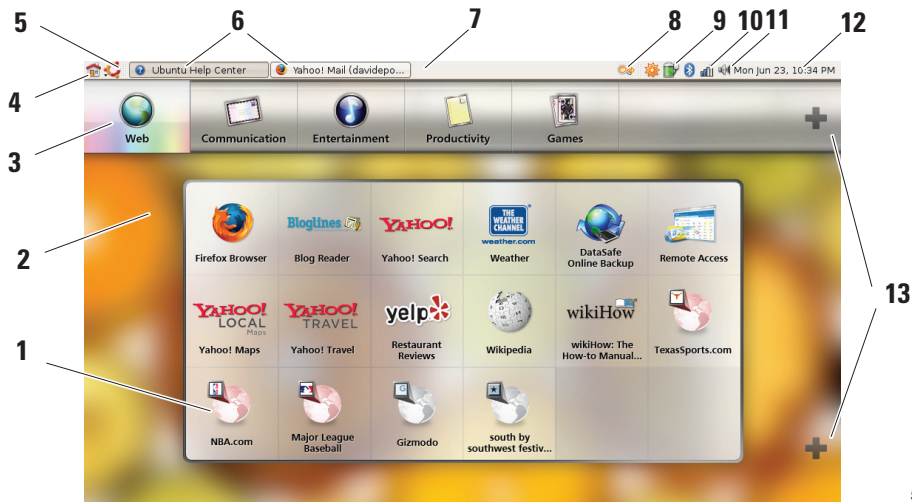 5 6 7 8 9 10 11 12
Ubuntu Help Center Yahoo! Mail (davidepo... Mon Jun 23, 10:34 PM
4
3
Web Communication Entertainment Productivity Games
2
Bloglines YAHOO! THE WEATHER CHANNEL
weather.com
Firefox Browser Blog Reader Yahoo! Search Weather DataSafe Online Backup Remote Access
13
YAHOO! LOCAL Maps YAHOO! TRAVEL yelp wikiHow
Yahoo! Maps Yahoo! Travel Restaurant Reviews Wikipedia wikiHow: The How-to Manual... TexasSports.com
1
NBA.com Major League Baseball Gizmodo south by southwest festiv...